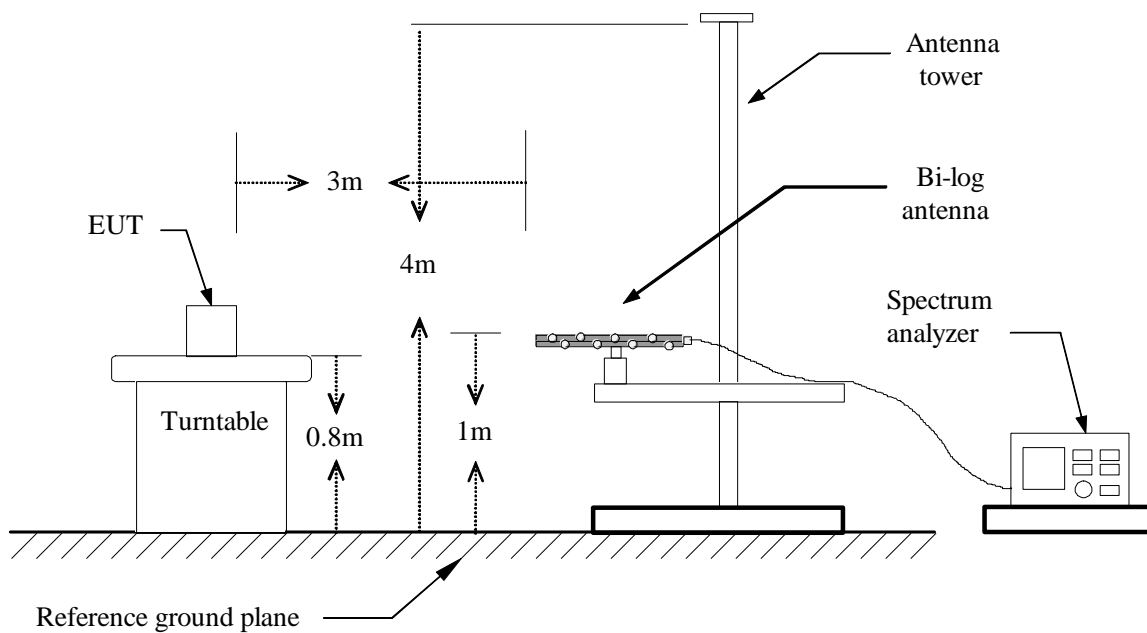 Antenna
tower
3m
Bi-log
antenna
EUT
4m
Spectrum
analyzer
Turntable
0.8m
1m
Reference ground plane